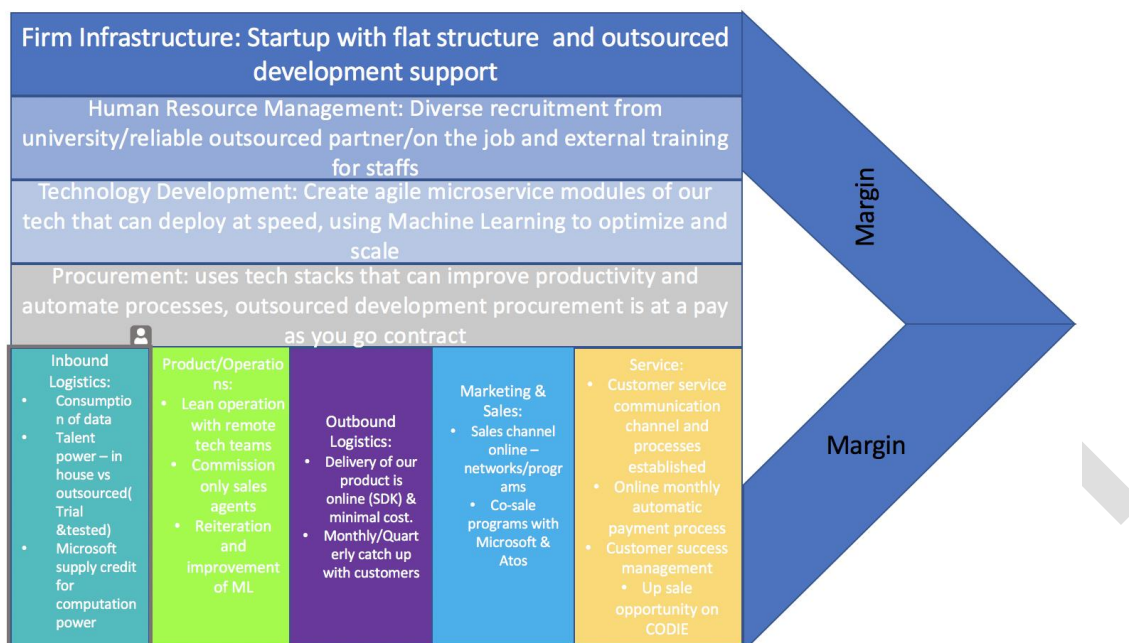 Firm Infrastructure: Startup with flat structure and outsourced
development support
Human Resource Management: Diverse recruitment from
university/reliable outsourced partner/on the job and external training
for staffs
Technology Development: Create agile microservice modules of our
tech that can deploy at speed, using Machine Learning to optimize and
scale
Procurement: uses tech stacks that can improve productivity and
automate processes, outsourced development procurement is at a pay
as you go contract
Inbound
Logistics:
• Consumptio
n of data
• Talent
power – in
house vs
outsourced(
Trial
&tested)
• Microsoft
supply credit
for
computation
power
Product/Operatio
ns:
• Lean operation
with remote
tech teams
• Commission
only sales
agents
• Reiteration
and
improvement
of ML
Outbound
Logistics:
• Delivery of our
product is
online (SDK) &
minimal cost.
• Monthly/Quart
erly catch up
with customers
Marketing &
Sales:
• Sales channel
online –
networks/progr
ams
• Co-sale
programs with
Microsoft &
Atos
Service:
• Customer service
communication
channel and
processes
established
• Online monthly
automatic
payment process
• Customer success
management
• Up sale
opportunity on
CODIE
Margin
Margin